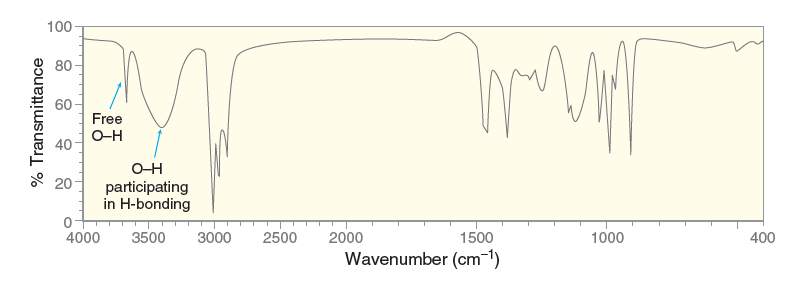 100
80
60
40
20
0
% Transmittance
Free
O–H
O–H
participating
in H-bonding
4000 3500 3000 2500 2000 1500 1000 400
Wavenumber (cm⁻¹)